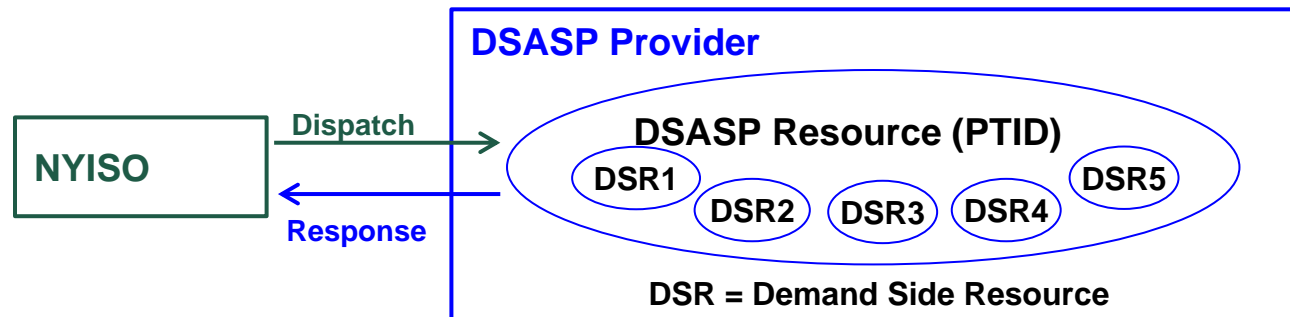 DSASP Provider
Dispatch
NYISO
Response
DSASP Resource (PTID)
DSR1
DSR2
DSR3
DSR4
DSR5
DSR = Demand Side Resource